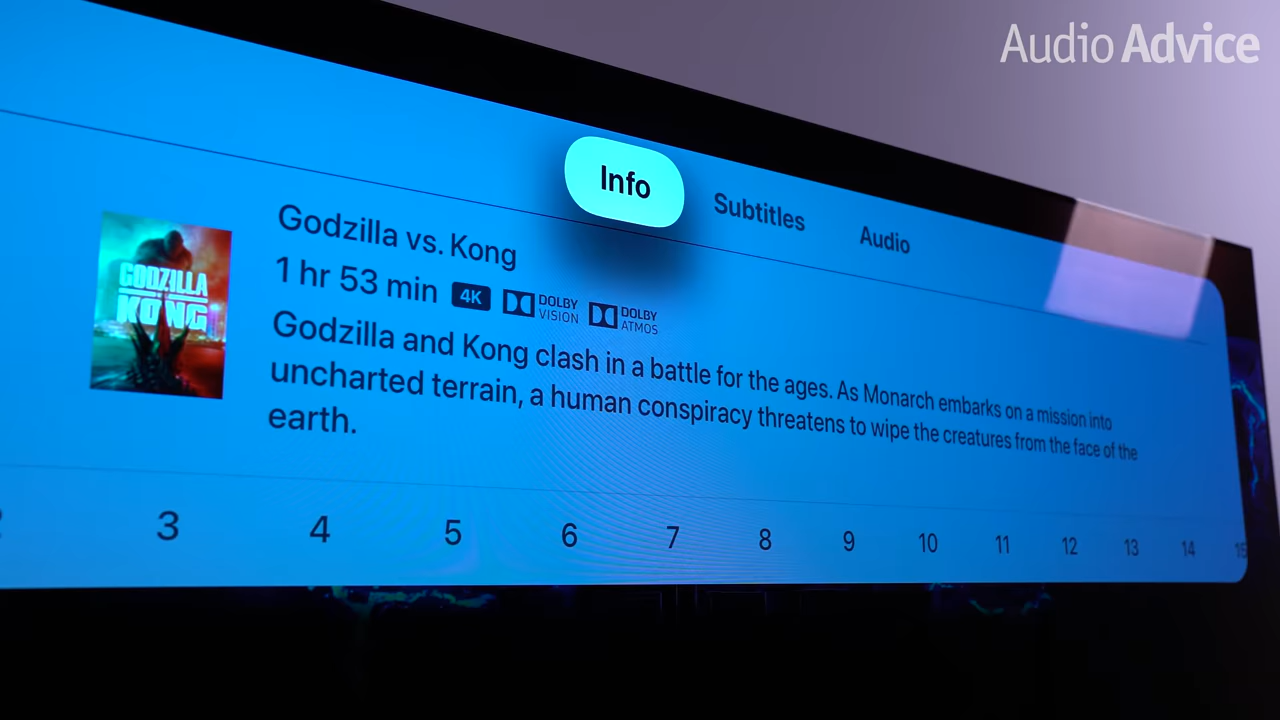 Audio Advice
Info
Subtitles
Audio
GODZILLA
KONG
Godzilla vs. Kong
1 hr 53 min 4K DOLBY VISION DOLBY ATMOS
Godzilla and Kong clash in a battle for the ages. As Monarch embarks on a mission into
uncharted terrain, a human conspiracy threatens to wipe the creatures from the face of the
earth.
3 4 5 6 7 8 9 10 11 12 13 14 15